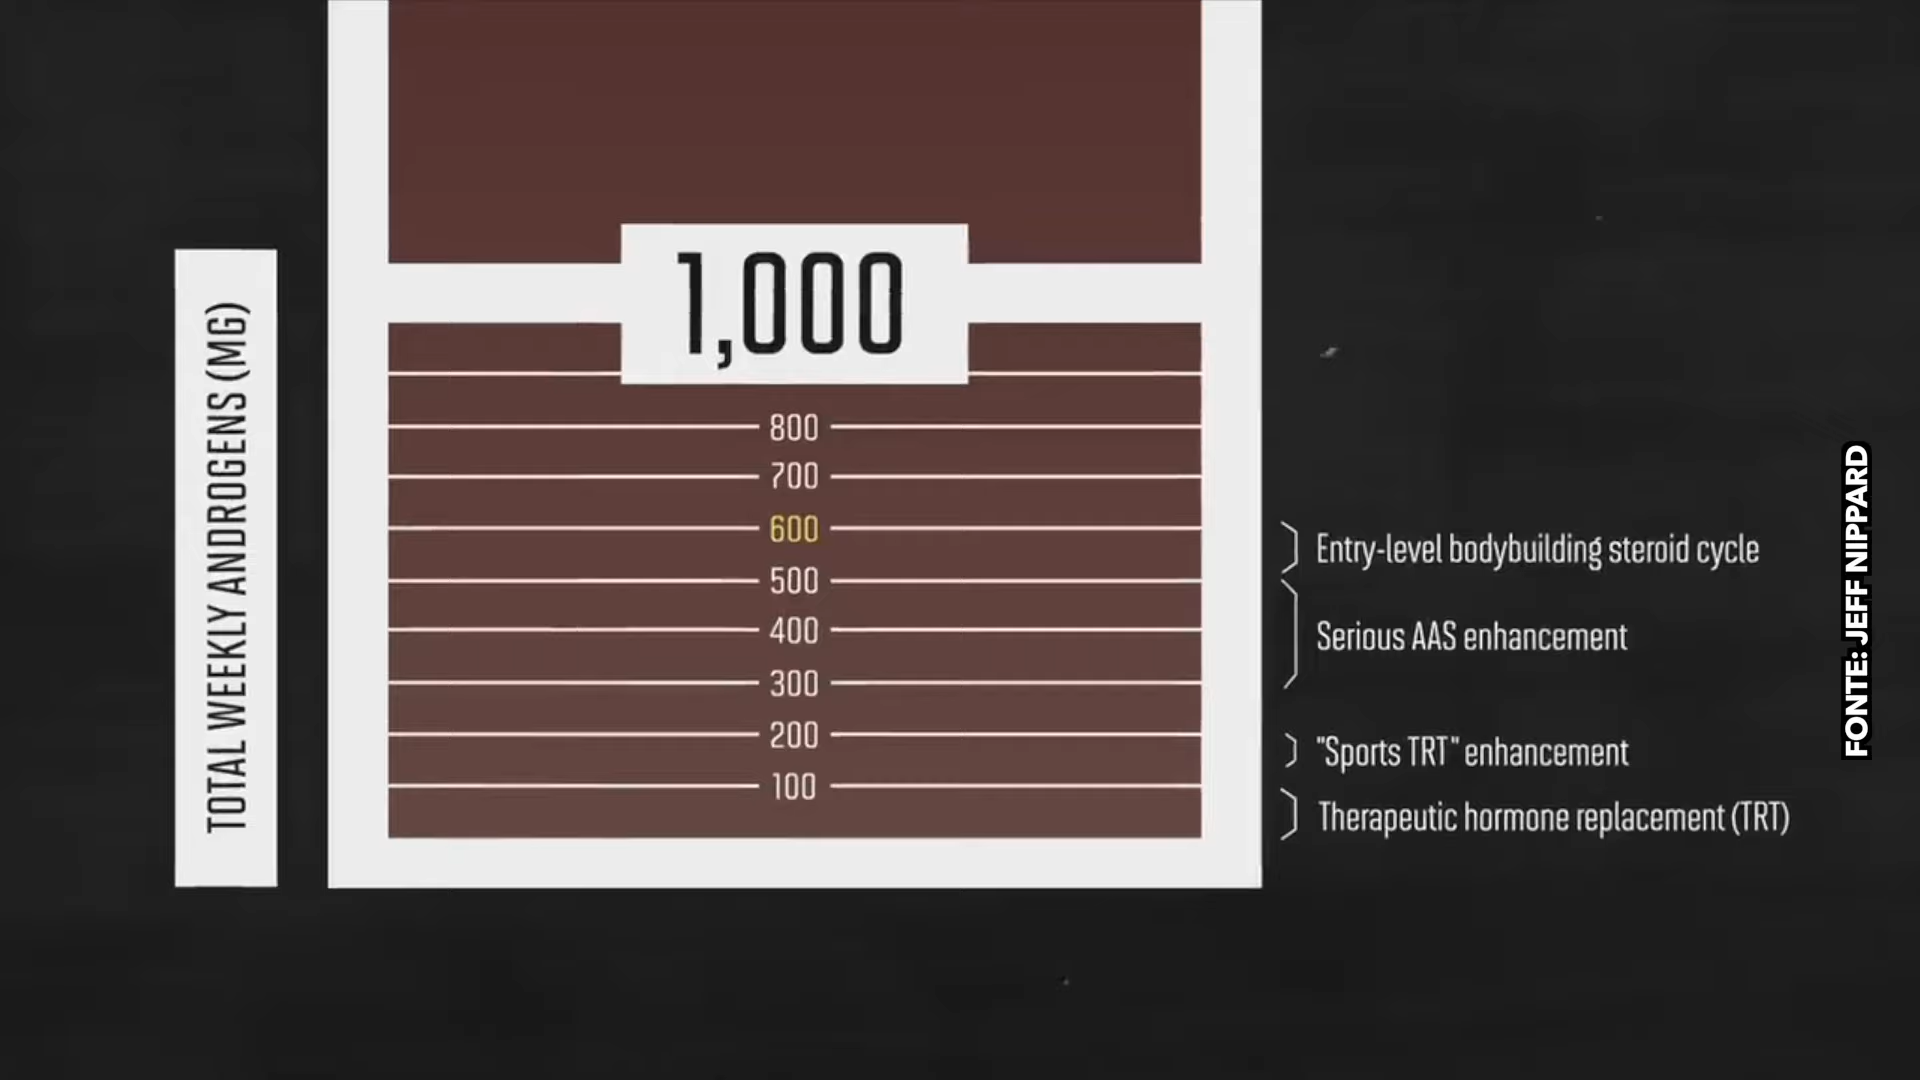 TOTAL WEEKLY ANDROGENS (MG)
1,000
800
700
600
500
400
300
200
100
Entry-level bodybuilding steroid cycle
Serious AAS enhancement
"Sports TRT" enhancement
Therapeutic hormone replacement (TRT)
FONTE: JEFF NIPPARD